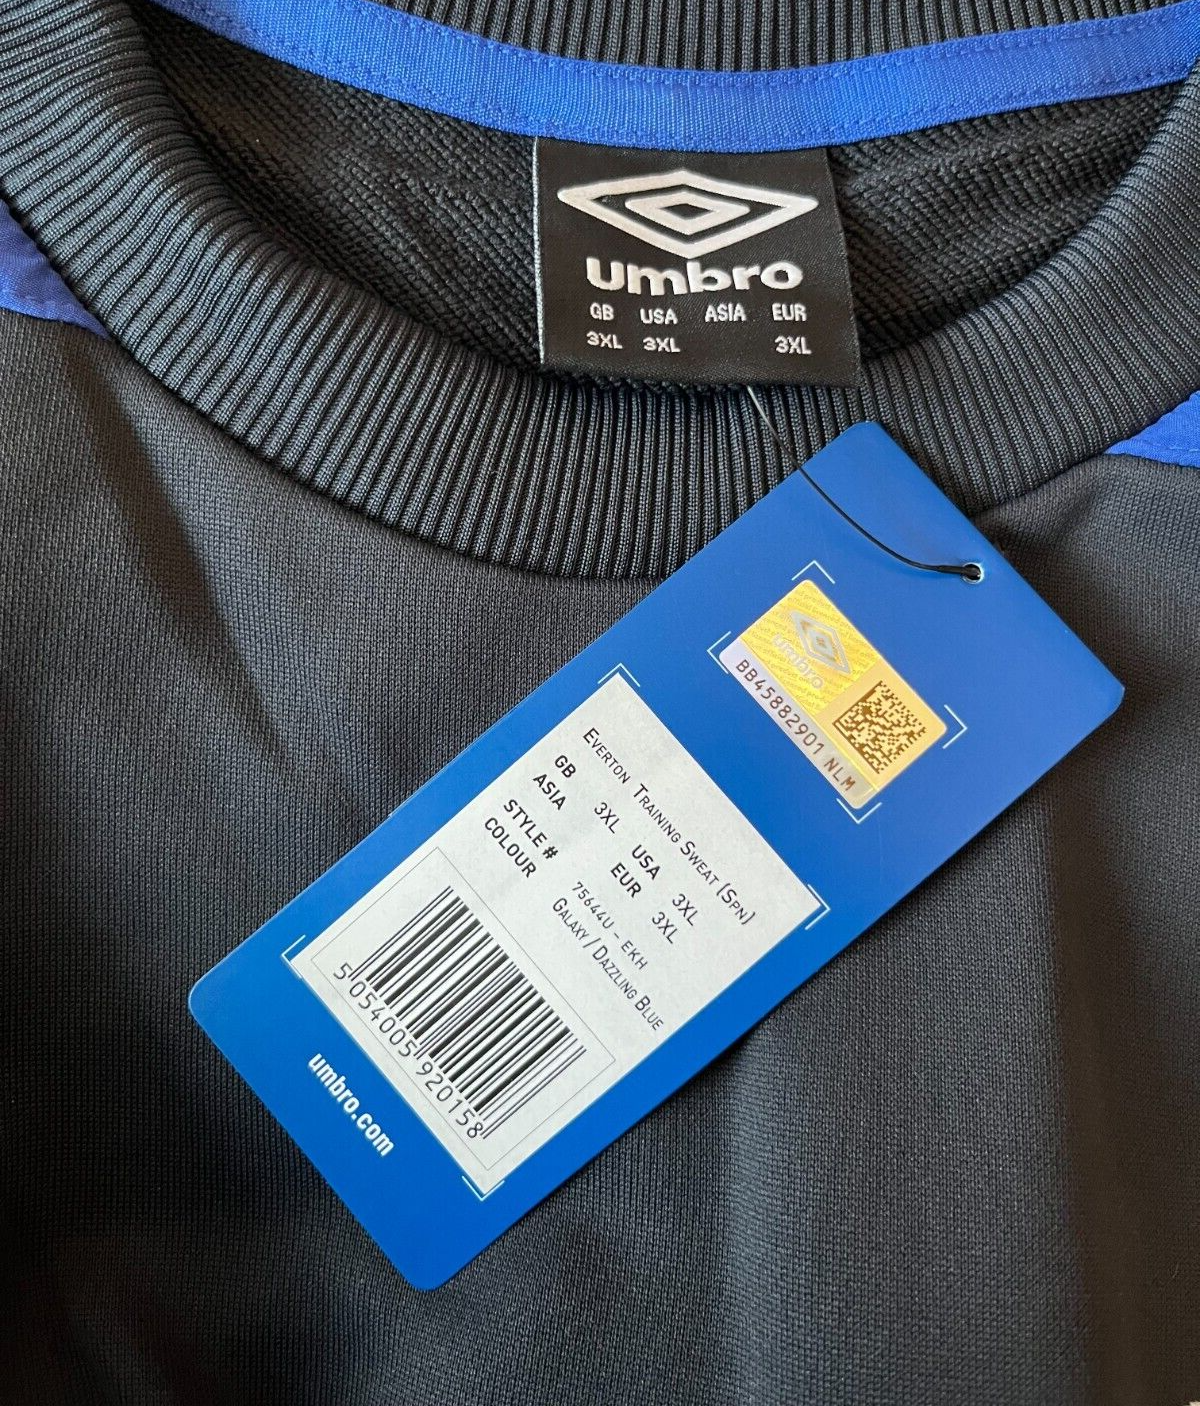 umbro
GB USA ASIA EUR
3XL 3XL 3XL
umbro
BB45882901 NLM
EVERTON TRAINING SWEAT (SPN)
GB 3XL USA 3XL
ASIA EUR 3XL
STYLE # 75644U - EKH
COLOUR GALAXY / DAZZLING BLUE
5 054005 920158
umbro.com